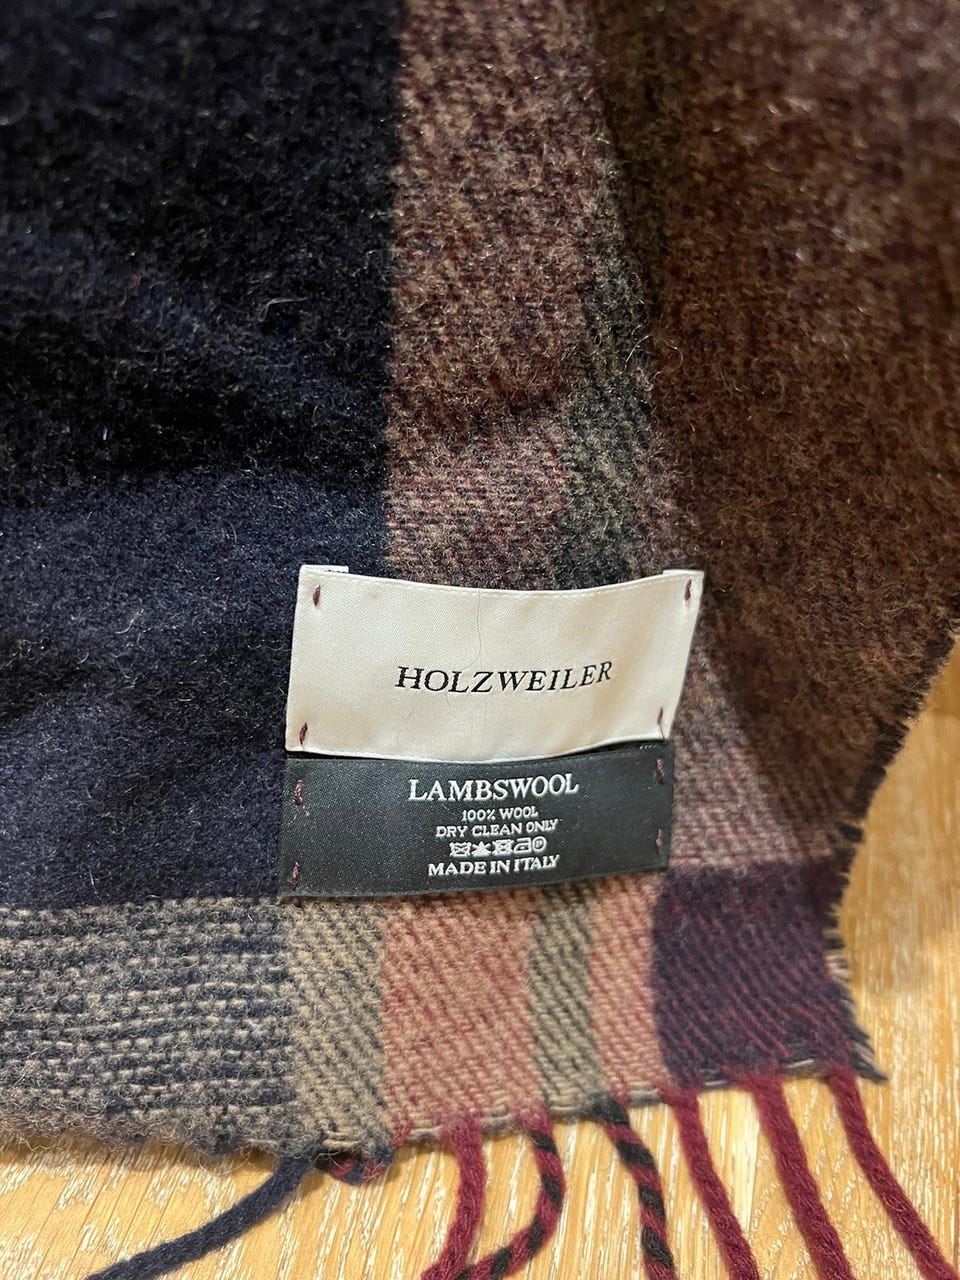 HOLZWEILER
LAMBSWOOL
100% WOOL
DRY CLEAN ONLY
MADE IN ITALY